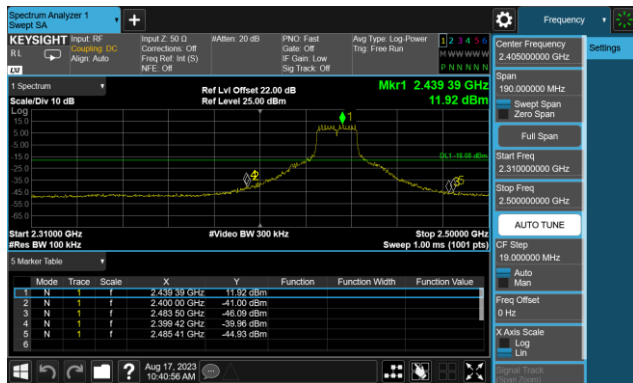 Spectrum Analyzer 1
Swept SA
Frequency
KEYSIGHT Input: RF
RL
Coupling: DC
Align: Auto
Input Z: 50 Ω
Corrections: Off
Freq Ref: Int (S)
NFE: Off
#Atten: 20 dB
PNO: Fast
Gate: Off
IF Gain: Low
Sig Track: Off
Avg Type: Log-Power
Trig: Free Run
1 2 3 4 5 6
M W W W W W
P N N N N N
LXI
1 Spectrum
Scale/Div 10 dB
Ref Lvl Offset 22.00 dB
Ref Level 25.00 dBm
Mkr1 2.439 39 GHz
11.92 dBm
Log
15.0
5.00
-5.00
-15.0
-25.0
-35.0
-45.0
-55.0
-65.0
1
Start 2.31000 GHz
#Res BW 100 kHz
#Video BW 300 kHz
Stop 2.50000 GHz
Sweep 1.00 ms (1001 pts)
5 Marker Table
Mode Trace Scale X Y Function Function Width Function Value
1 N 1 f 2.439 39 GHz 11.92 dBm
2 N 1 f 2.400 00 GHz -41.00 dBm
3 N 1 f 2.483 50 GHz -46.09 dBm
4 N 1 f 2.399 42 GHz -39.96 dBm
5 N 1 f 2.485 41 GHz -44.93 dBm
6
?
Aug 17, 2023
10:40:56 AM
Center Frequency
2.405000000 GHz
Settings
Span
190.000000 MHz
Swept Span
Zero Span
Full Span
Start Freq
2.310000000 GHz
Stop Freq
2.500000000 GHz
AUTO TUNE
CF Step
19.000000 MHz
Auto
Man
Freq Offset
0 Hz
X Axis Scale
Log
Lin
Signal Track
(Span Zoom)